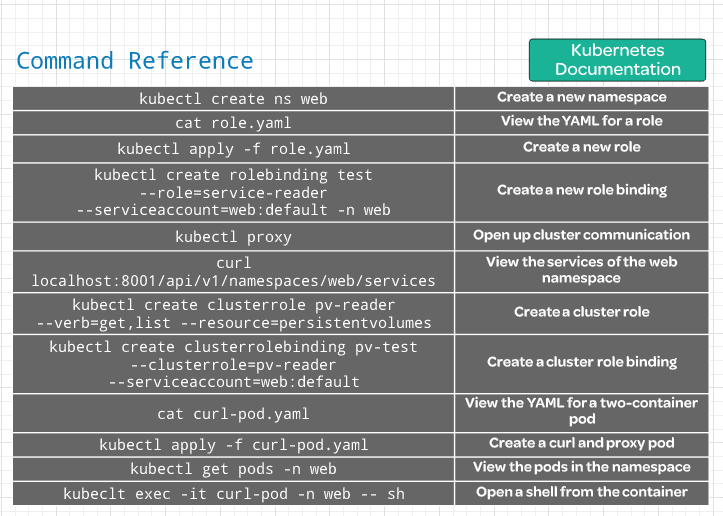 Command Reference
Kubernetes
Documentation
kubectl create ns web
Create a new namespace
cat role.yaml
View the YAML for a role
kubectl apply -f role.yaml
Create a new role
kubectl create rolebinding test
--role=service-reader
--serviceaccount=web:default -n web
Create a new role binding
kubectl proxy
Open up cluster communication
curl
localhost:8001/api/v1/namespaces/web/services
View the services of the web
namespace
kubectl create clusterrole pv-reader
--verb=get,list --resource=persistentvolumes
Create a cluster role
kubectl create clusterrolebinding pv-test
--clusterrole=pv-reader
--serviceaccount=web:default
Create a cluster role binding
cat curl-pod.yaml
View the YAML for a two-container
pod
kubectl apply -f curl-pod.yaml
Create a curl and proxy pod
kubectl get pods -n web
View the pods in the namespace
kubeclt exec -it curl-pod -n web -- sh
Open a shell from the container